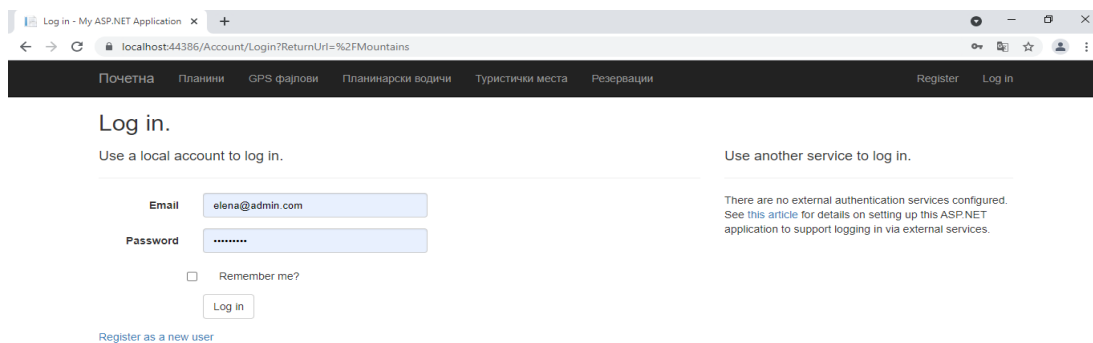 Log in - My ASP.NET Application
localhost:44386/Account/Login?ReturnUrl=%2FMountains
Почетна Планини GPS фајлови Планинарски водичи Туристички места Резервации Register Log in
Log in.
Use a local account to log in.
Email elena@admin.com
Password •••••••••
Remember me?
Log in
Register as a new user
Use another service to log in.
There are no external authentication services configured.
See this article for details on setting up this ASP.NET
application to support logging in via external services.